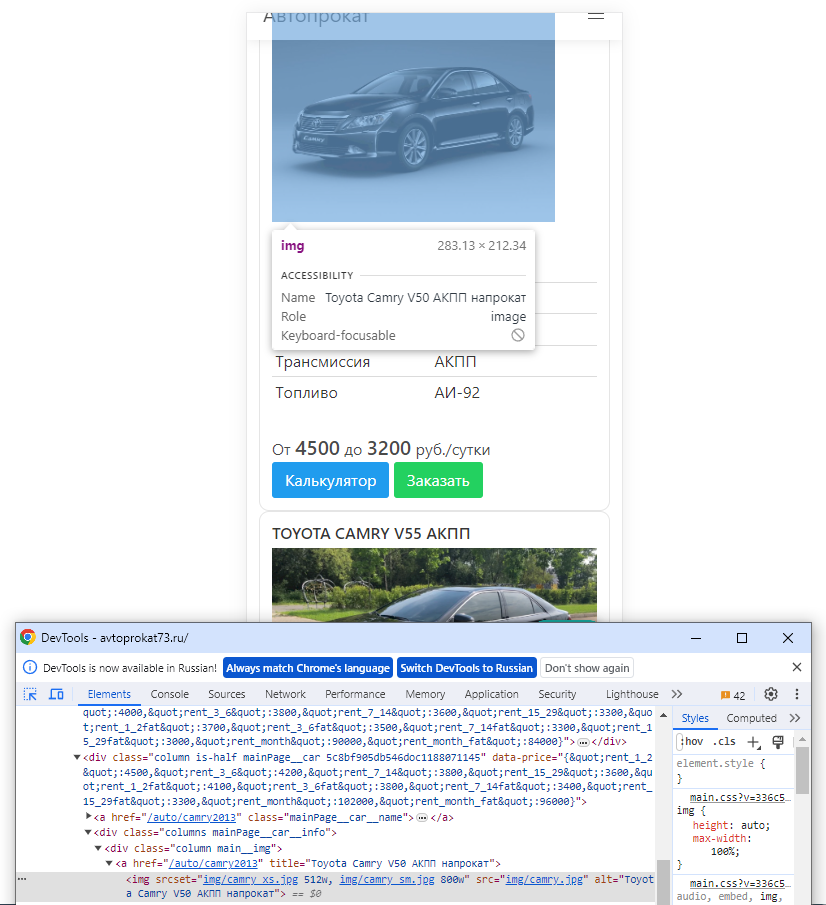 Автопрокат
Camry
img 283.13 × 212.34
ACCESSIBILITY
Name Toyota Camry V50 АКПП напрокат
Role image
Keyboard-focusable
Трансмиссия АКПП
Топливо АИ-92
От 4500 до 3200 руб./сутки
Калькулятор Заказать
TOYOTA CAMRY V55 АКПП
DevTools - avtoprokat73.ru/
DevTools is now available in Russian! Always match Chrome's language Switch DevTools to Russian Don't show again
Elements Console Sources Network Performance Memory Application Security Lighthouse 42
quot;:4000,&quot;rent_3_6&quot;:3800,&quot;rent_7_14&quot;:3600,&quot;rent_15_29&quot;:3300,&quo
t;rent_1_2fat&quot;:3700,&quot;rent_3_6fat&quot;:3500,&quot;rent_7_14fat&quot;:3300,&quot;rent_1
5_29fat&quot;:3000,&quot;rent_month&quot;:90000,&quot;rent_month_fat&quot;:84000}">…</div>
<div class="column is-half mainPage__car 5c8bf905db546doc1188071145" data-price="{&quot;rent_1_2
&quot;:4500,&quot;rent_3_6&quot;:4200,&quot;rent_7_14&quot;:3800,&quot;rent_15_29&quot;:3600,&quot;
rent_1_2fat&quot;:4100,&quot;rent_3_6fat&quot;:3800,&quot;rent_7_14fat&quot;:3400,&quot;rent_
15_29fat&quot;:3300,&quot;rent_month&quot;:102000,&quot;rent_month_fat&quot;:96000}">
<a href="/auto/camry2013" class="mainPage__car__name">…</a>
<div class="columns mainPage__car__info">
<div class="column main__img">
<a href="/auto/camry2013" title="Toyota Camry V50 АКПП напрокат">
<img srcset="img/camry_xs.jpg 512w, img/camry_sm.jpg 800w" src="img/camry.jpg" alt="Toyot
a Camry V50 АКПП напрокат"> == $0
Styles Computed
:hov .cls
element.style {
}
main.css?v=336c5…
img {
height: auto;
max-width:
100%;
}
main.css?v=336c5…
audio, embed, img,